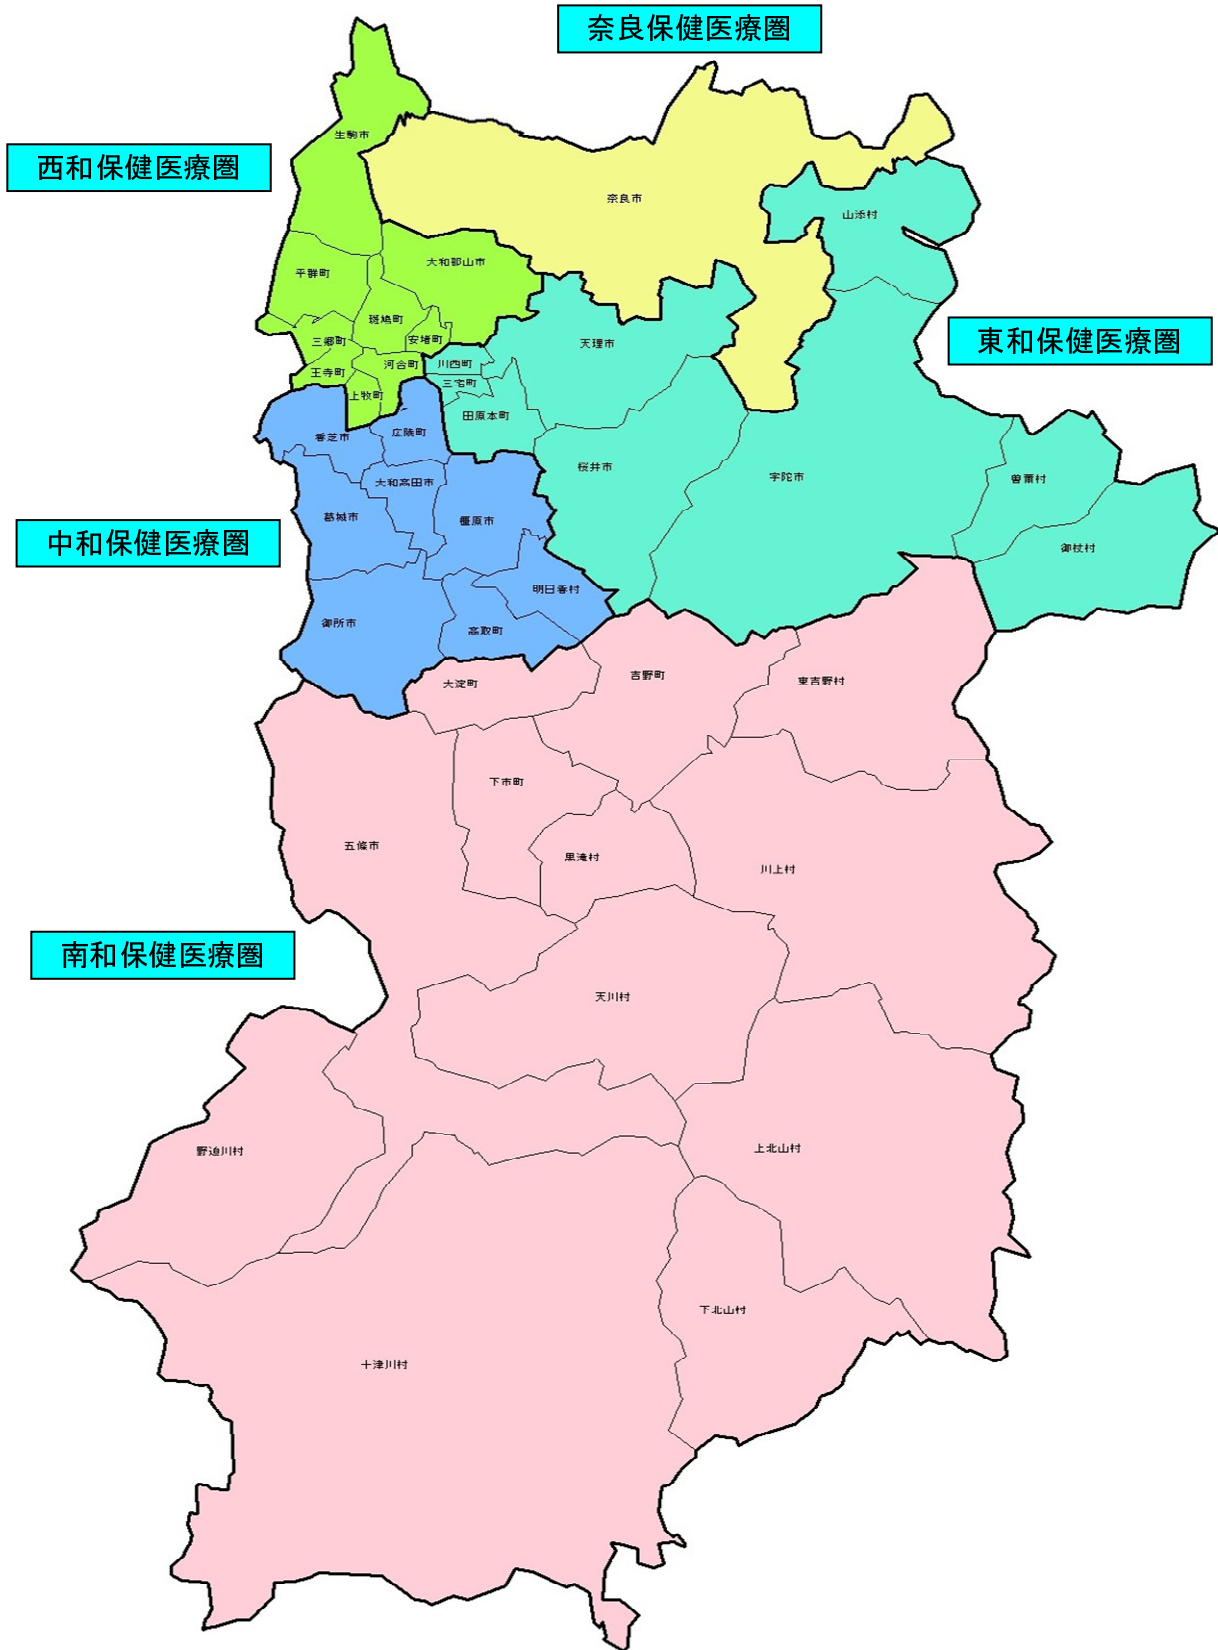 奈良保健医療圏
生駒市
西和保健医療圏
奈良市
山添村
大和郡山市
平群町
斑鳩町
三郷町
安堵町
天理市
東和保健医療圏
河合町
川西町
王寺町
三宅町
上牧町
田原本町
広陵町
香芝市
桜井市
宇陀市
曽爾村
大和高田市
葛城市
橿原市
中和保健医療圏
御杖村
明日香村
御所市
高取町
大淀町
吉野町
東吉野村
下市町
五條市
黒滝村
川上村
南和保健医療圏
天川村
野迫川村
上北山村
下北山村
十津川村